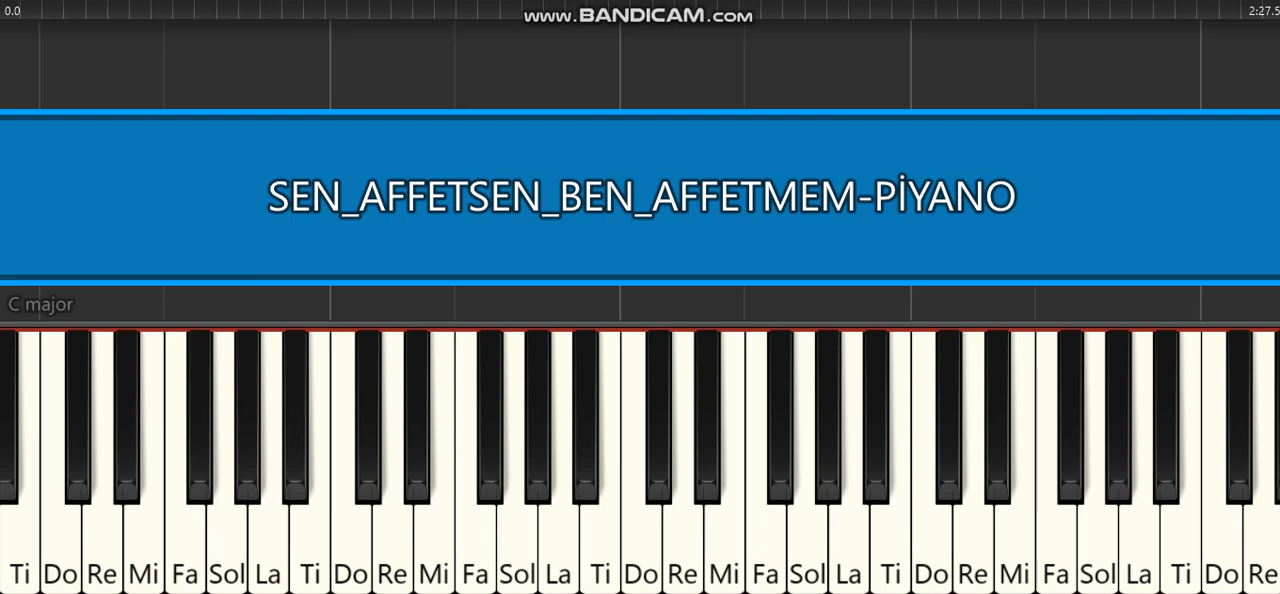 0.0 www.BANDICAM.com 2:27.5
SEN_AFFETSEN_BEN_AFFETMEM-PİYANO
C major
Ti Do Re Mi Fa Sol La Ti Do Re Mi Fa Sol La Ti Do Re Mi Fa Sol La Ti Do Re Mi Fa Sol La Ti Do Re